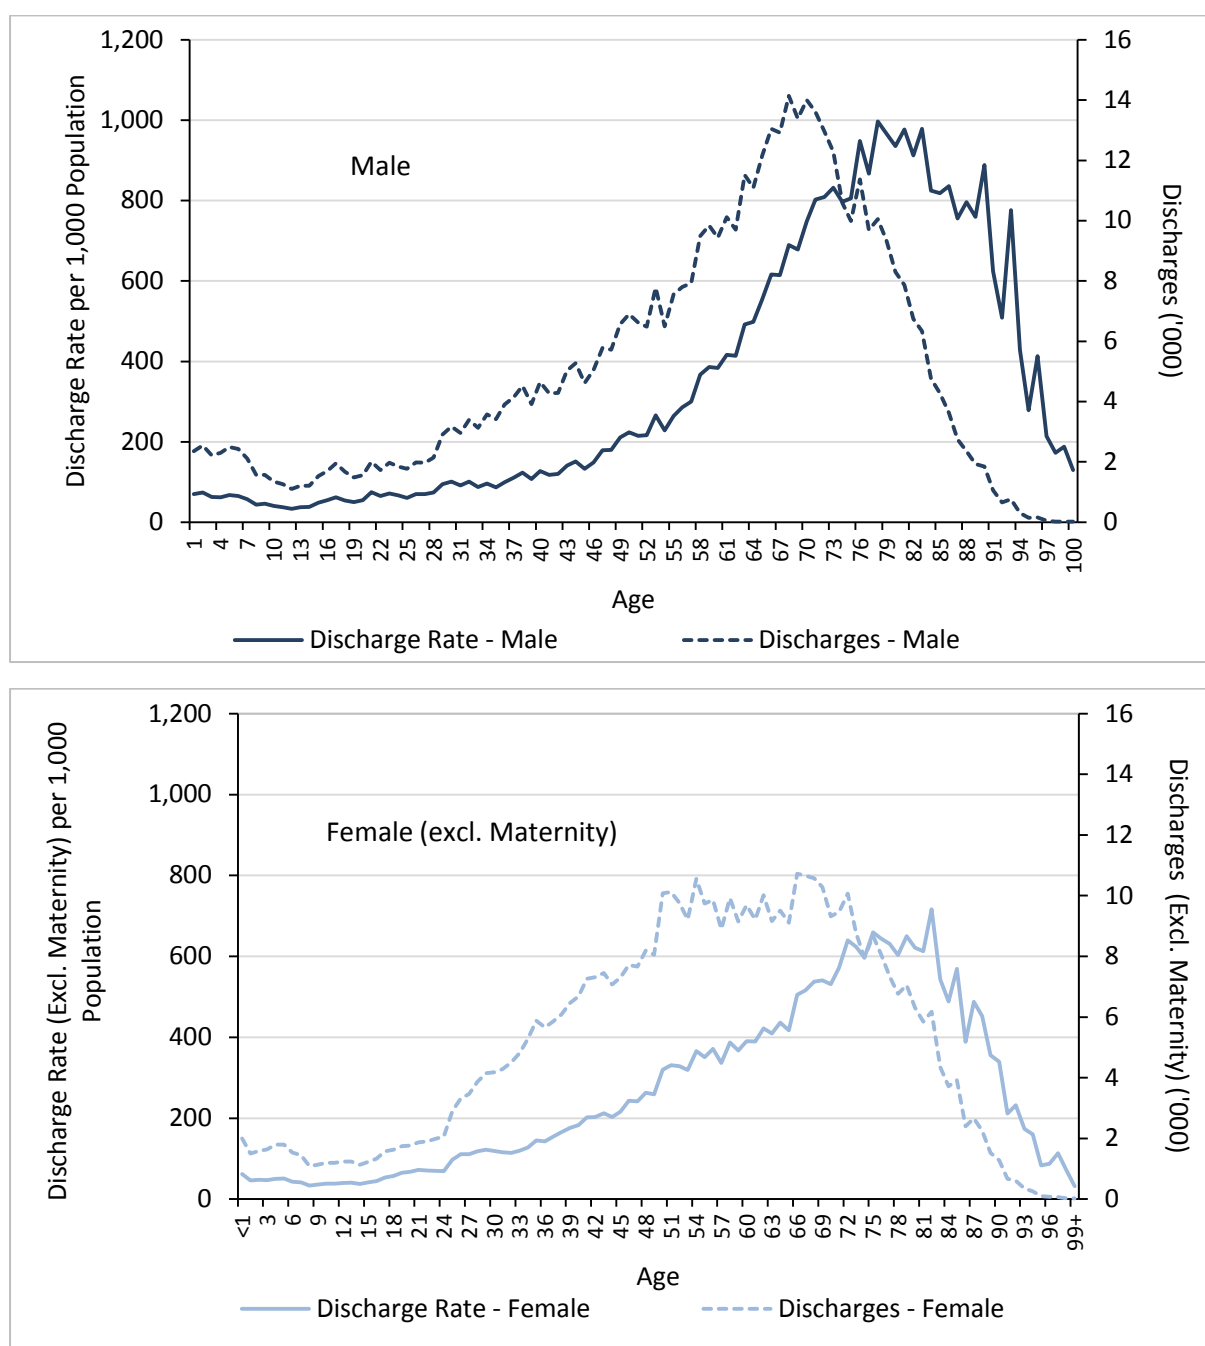 1,200
1,000
800
600
400
200
0
16
14
12
10
8
6
4
2
0
Discharge Rate per 1,000 Population
Discharges ('000)
Male
1 4 7 10 13 16 19 22 25 28 31 34 37 40 43 46 49 52 55 58 61 64 67 70 73 76 79 82 85 88 91 94 97 100
Age
Discharge Rate - Male
Discharges - Male
1,200
1,000
800
600
400
200
0
16
14
12
10
8
6
4
2
0
Discharge Rate (Excl. Maternity) per 1,000
Population
Discharges (Excl. Maternity) ('000)
Female (excl. Maternity)
<1 3 6 9 12 15 18 21 24 27 30 33 36 39 42 45 48 51 54 57 60 63 66 69 72 75 78 81 84 87 90 93 96 99+
Age
Discharge Rate - Female
Discharges - Female